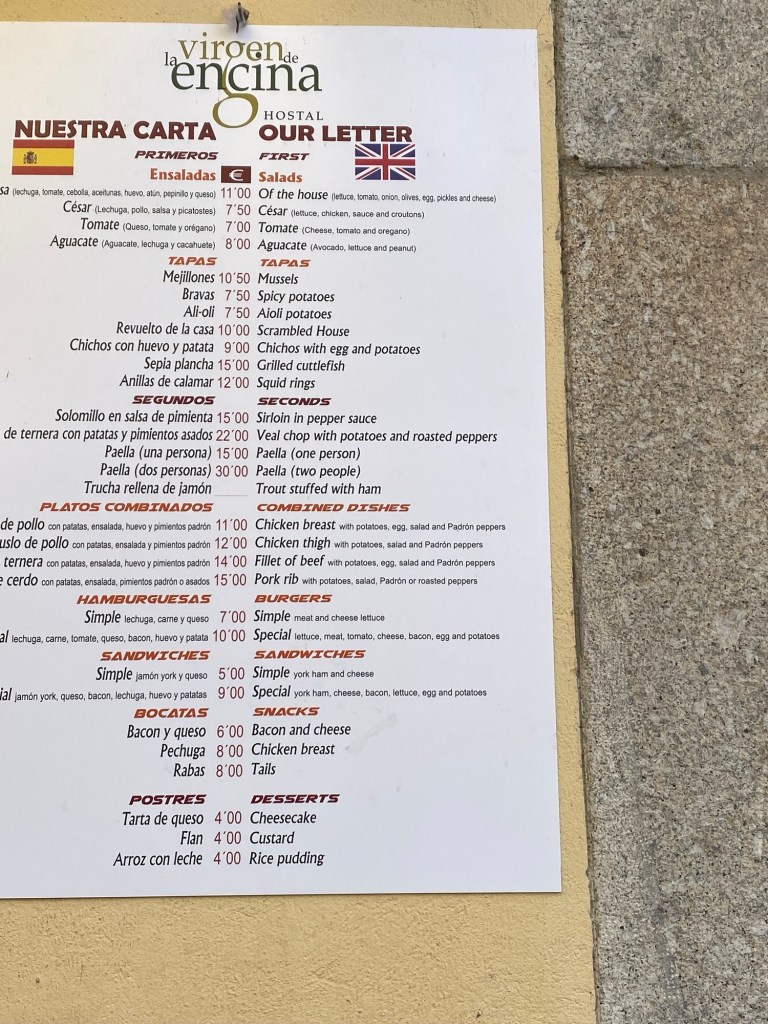 la virgen de
encina
HOSTAL
NUESTRA CARTA OUR LETTER
PRIMEROS FIRST
Ensaladas € Salads
sa (lechuga, tomate, cebolla, aceitunas, huevo, atún, pepinillo y queso) 11´00 Of the house (lettuce, tomato, onion, olives, egg, pickles and cheese)
César (Lechuga, pollo, salsa y picatostes) 7´50 César (lettuce, chicken, sauce and croutons)
Tomate (Queso, tomate y orégano) 7´00 Tomate (Cheese, tomato and oregano)
Aguacate (Aguacate, lechuga y cacahuete) 8´00 Aguacate (Avocado, lettuce and peanut)
TAPAS TAPAS
Mejillones 10´50 Mussels
Bravas 7´50 Spicy potatoes
Ali-oli 7´50 Aioli potatoes
Revuelto de la casa 10´00 Scrambled House
Chichos con huevo y patata 9´00 Chichos with egg and potatoes
Sepia plancha 15´00 Grilled cuttlefish
Anillas de calamar 12´00 Squid rings
SEGUNDOS SECONDS
Solomillo en salsa de pimienta 15´00 Sirloin in pepper sauce
de ternera con patatas y pimientos asados 22´00 Veal chop with potatoes and roasted peppers
Paella (una persona) 15´00 Paella (one person)
Paella (dos personas) 30´00 Paella (two people)
Trucha rellena de jamón Trout stuffed with ham
PLATOS COMBINADOS COMBINED DISHES
de pollo con patatas, ensalada, huevo y pimientos padrón 11´00 Chicken breast with potatoes, egg, salad and Padrón peppers
uslo de pollo con patatas, ensalada y pimientos padrón 12´00 Chicken thigh with potatoes, salad and Padrón peppers
ternera con patatas, ensalada, huevo y pimientos padrón 14´00 Fillet of beef with potatoes, egg, salad and Padrón peppers
e cerdo con patatas, ensalada, pimientos padrón o asados 15´00 Pork rib with potatoes, salad, Padrón or roasted peppers
HAMBURGUESAS BURGERS
Simple lechuga, carne y queso 7´00 Simple meat and cheese lettuce
al lechuga, carne, tomate, queso, bacon, huevo y patata 10´00 Special lettuce, meat, tomato, cheese, bacon, egg and potatoes
SANDWICHES SANDWICHES
Simple jamón york y queso 5´00 Simple york ham and cheese
ial jamón york, queso, bacon, lechuga, huevo y patatas 9´00 Special york ham, cheese, bacon, lettuce, egg and potatoes
BOCATAS SNACKS
Bacon y queso 6´00 Bacon and cheese
Pechuga 8´00 Chicken breast
Rabas 8´00 Tails
POSTRES DESSERTS
Tarta de queso 4´00 Cheesecake
Flan 4´00 Custard
Arroz con leche 4´00 Rice pudding